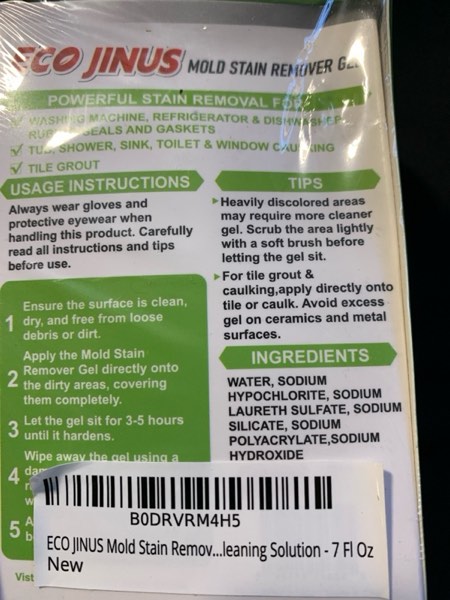 ECO JINUS MOLD STAIN REMOVER GEL
POWERFUL STAIN REMOVAL FOR
WASHING MACHINE, REFRIGERATOR & DISHWASHER
RUBBER SEALS AND GASKETS
TUB, SHOWER, SINK, TOILET & WINDOW CAULKING
TILE GROUT
USAGE INSTRUCTIONS
Always wear gloves and
protective eyewear when
handling this product. Carefully
read all instructions and tips
before use.
1 Ensure the surface is clean,
dry, and free from loose
debris or dirt.
2 Apply the Mold Stain
Remover Gel directly onto
the dirty areas, covering
them completely.
3 Let the gel sit for 3-5 hours
until it hardens.
4 Wipe away the gel using a
5
Vist
TIPS
Heavily discolored areas
may require more cleaner
gel. Scrub the area lightly
with a soft brush before
letting the gel sit.
For tile grout &
caulking,apply directly onto
tile or caulk. Avoid excess
gel on ceramics and metal
surfaces.
INGREDIENTS
WATER, SODIUM
HYPOCHLORITE, SODIUM
LAURETH SULFATE, SODIUM
SILICATE, SODIUM
POLYACRYLATE,SODIUM
HYDROXIDE
B0DRVRM4H5
ECO JINUS Mold Stain Remov...leaning Solution - 7 Fl Oz
New